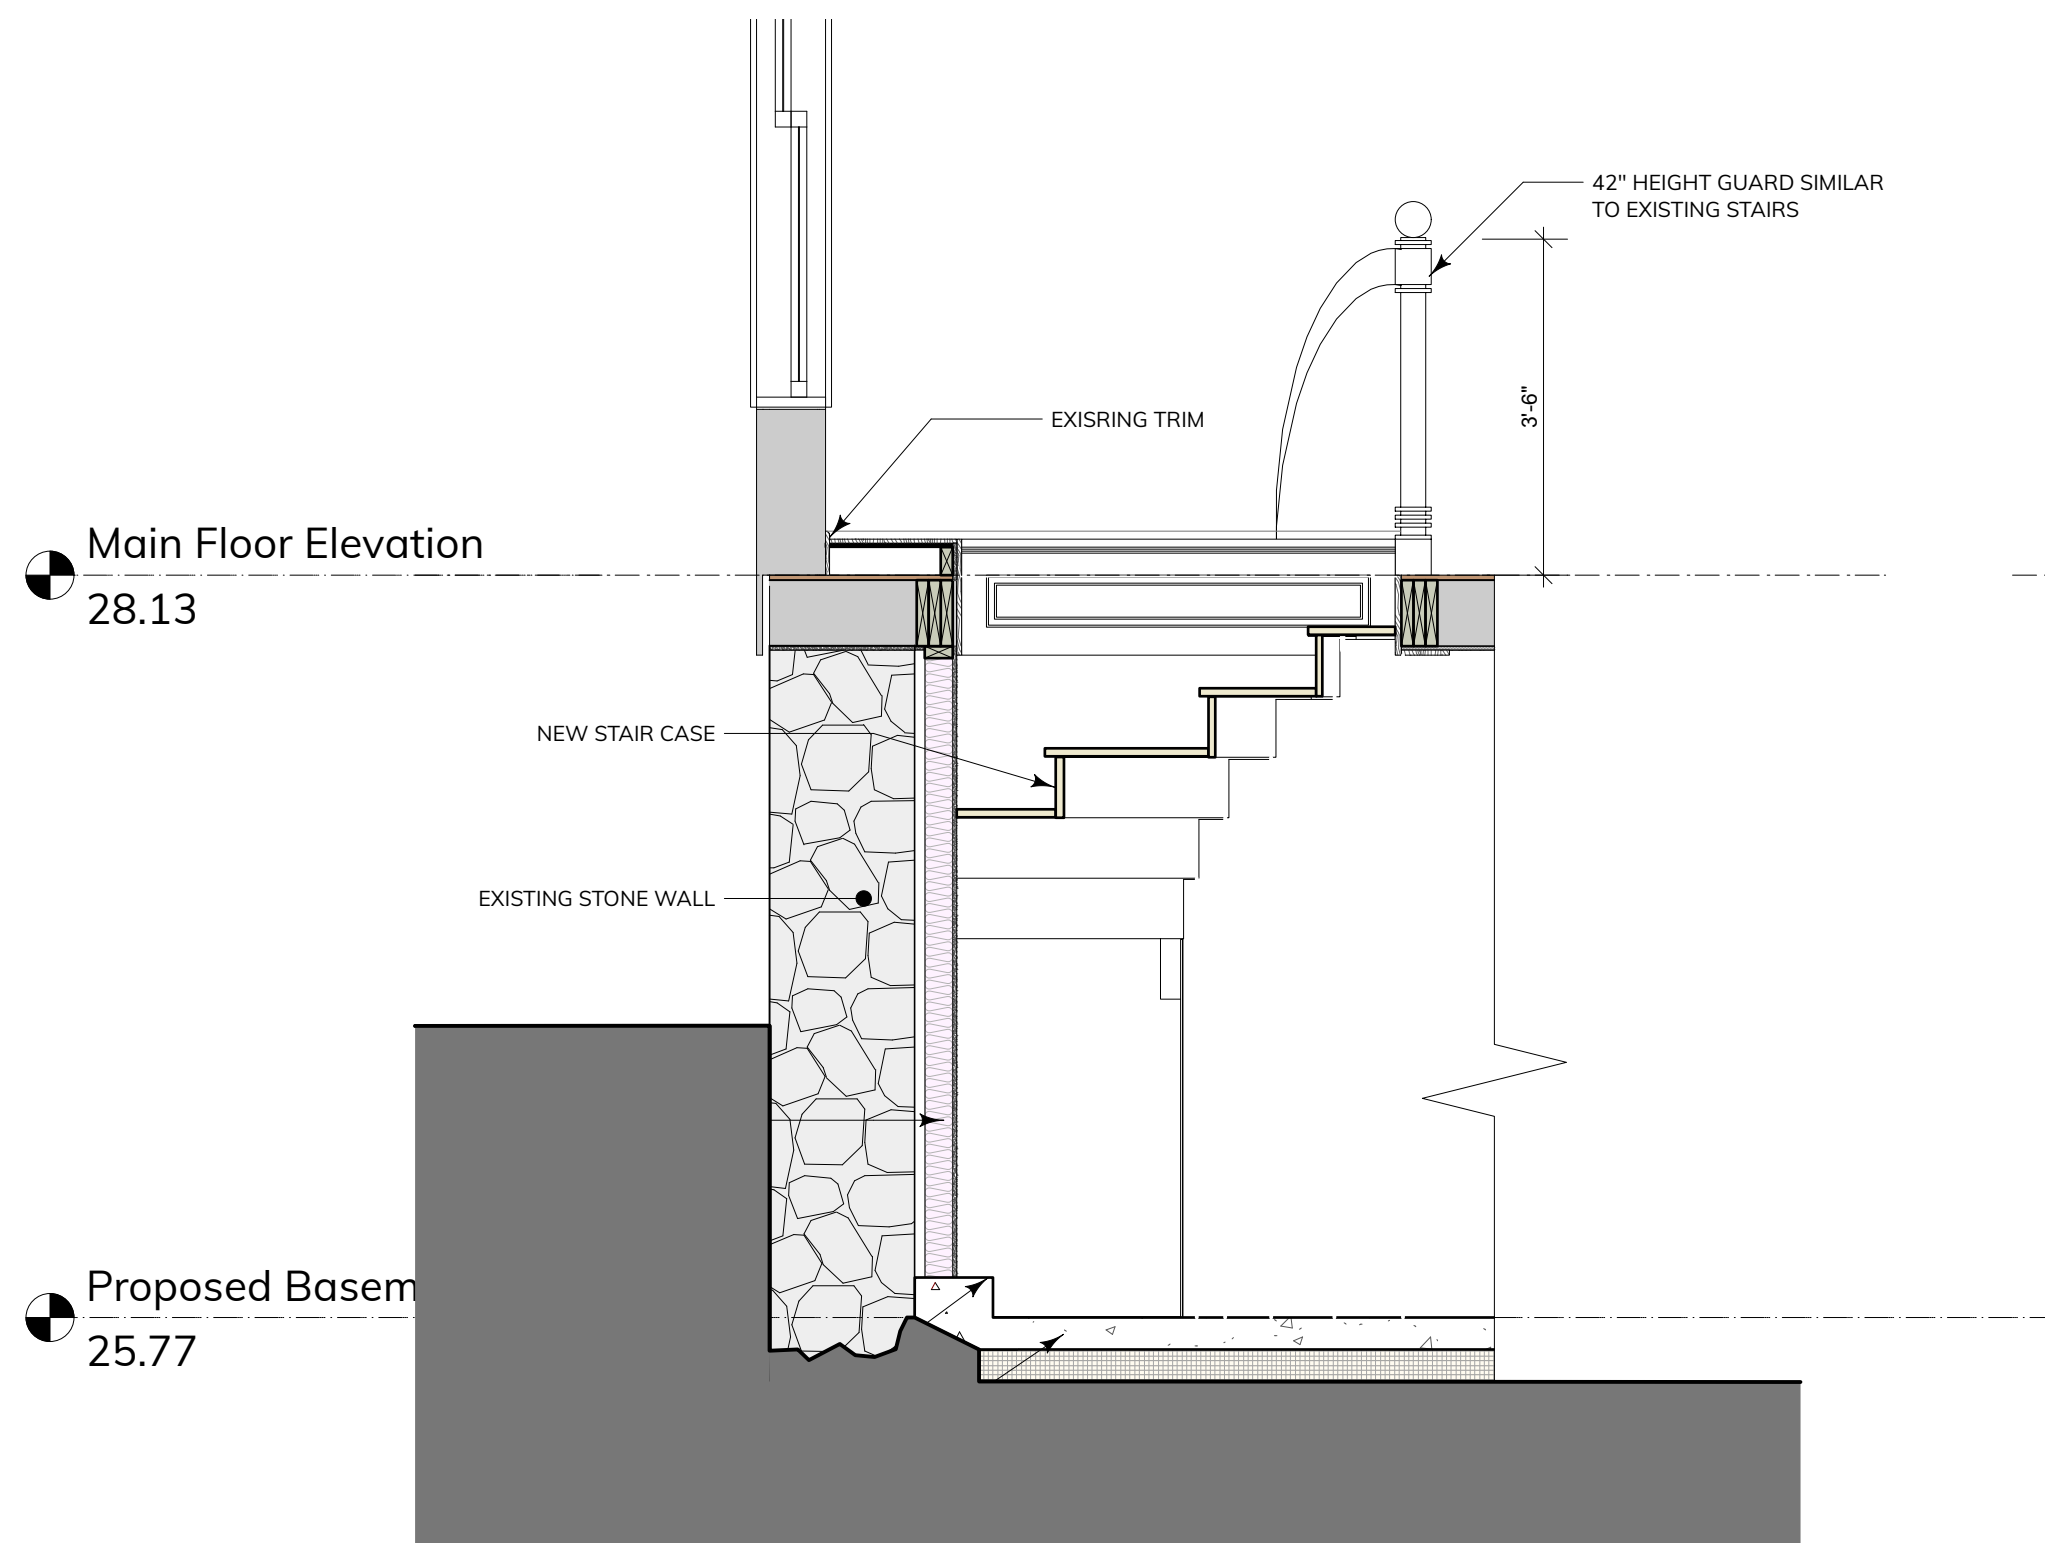 42" HEIGHT GUARD SIMILAR
TO EXISTING STAIRS
3'-6"
EXISRING TRIM
Main Floor Elevation
28.13
NEW STAIR CASE
EXISTING STONE WALL
Proposed Basem
25.77